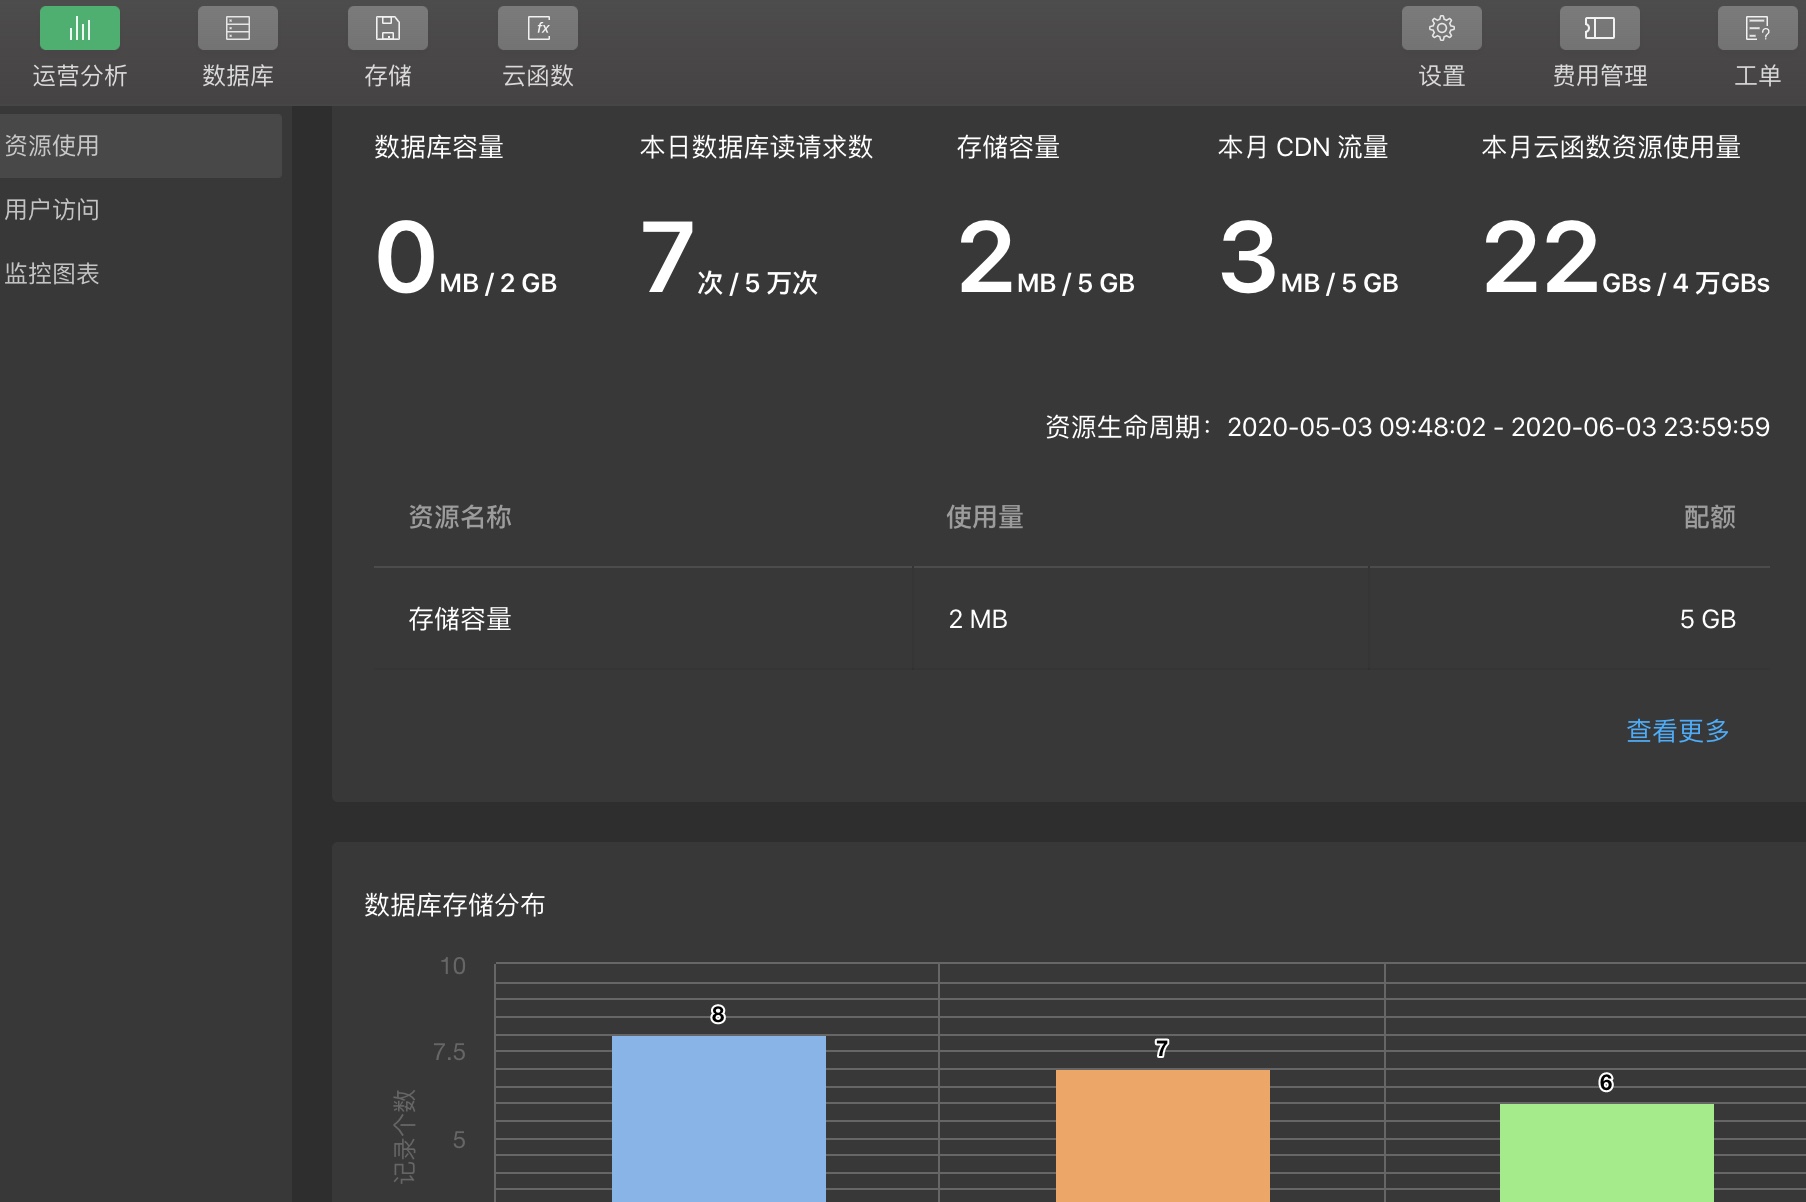 运营分析
数据库
存储
云函数
设置
费用管理
工单
资源使用
用户访问
监控图表
数据库容量
0 MB / 2 GB
本日数据库读请求数
7 次 / 5 万次
存储容量
2 MB / 5 GB
本月 CDN 流量
3 MB / 5 GB
本月云函数资源使用量
22 GBs / 4 万GBs
资源生命周期：2020-05-03 09:48:02 - 2020-06-03 23:59:59
资源名称 使用量 配额
存储容量 2 MB 5 GB
查看更多
数据库存储分布
10
7.5
5
记录个数
8
7
6